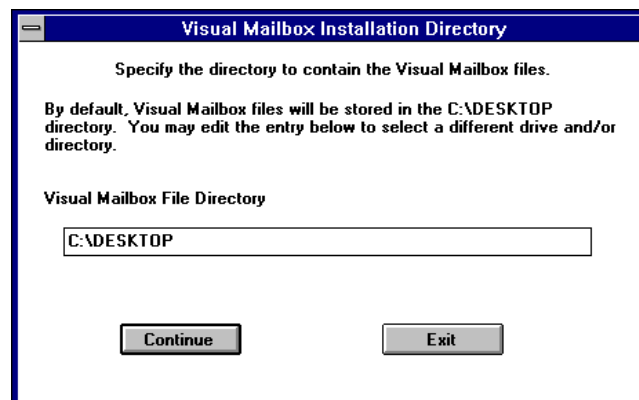 Visual Mailbox Installation Directory
Specify the directory to contain the Visual Mailbox files.
By default, Visual Mailbox files will be stored in the C:\DESKTOP
directory.  You may edit the entry below to select a different drive and/or
directory.
Visual Mailbox File Directory
C:\DESKTOP
Continue
Exit